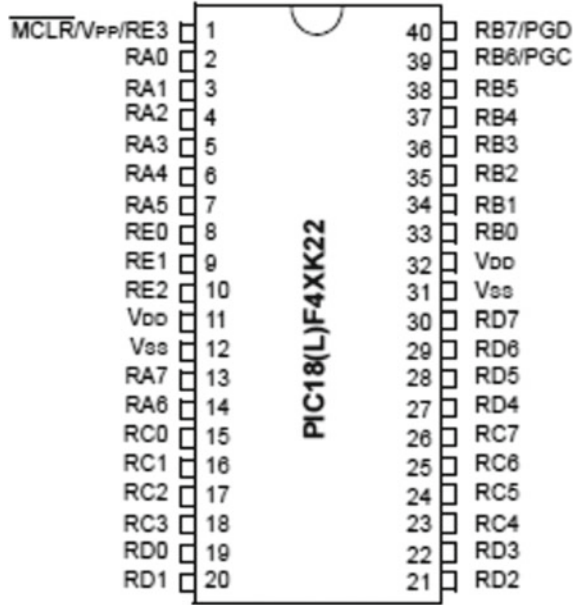 MCLR/VPP/RE3 1 40 RB7/PGD
RA0 2 39 RB6/PGC
RA1 3 38 RB5
RA2 4 37 RB4
RA3 5 36 RB3
RA4 6 35 RB2
RA5 7 34 RB1
RE0 8 33 RB0
RE1 9 32 VDD
RE2 10 31 VSS
VDD 11 30 RD7
VSS 12 29 RD6
RA7 13 28 RD5
RA6 14 27 RD4
RC0 15 26 RC7
RC1 16 25 RC6
RC2 17 24 RC5
RC3 18 23 RC4
RD0 19 22 RD3
RD1 20 21 RD2
PIC18(L)F4XK22